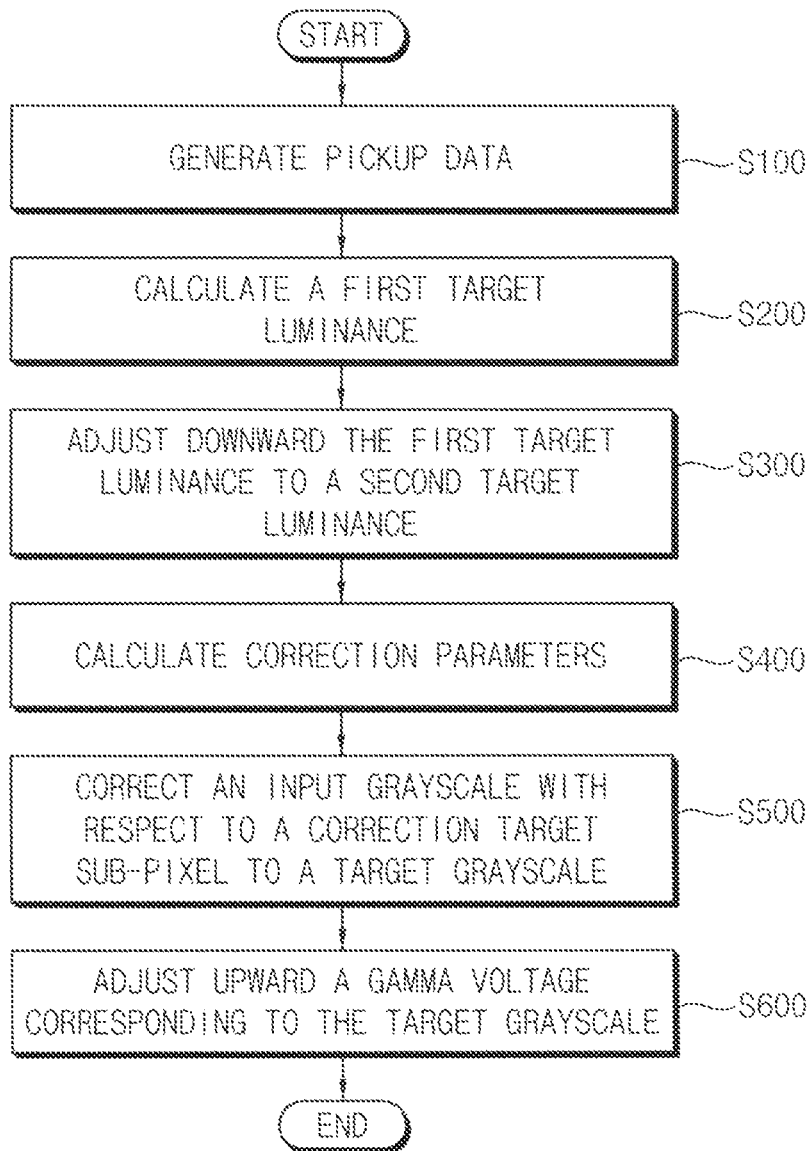 START
GENERATE PICKUP DATA
S100
CALCULATE A FIRST TARGET
LUMINANCE
S200
ADJUST DOWNWARD THE FIRST TARGET
LUMINANCE TO A SECOND TARGET
LUMINANCE
S300
CALCULATE CORRECTION PARAMETERS
S400
CORRECT AN INPUT GRAYSCALE WITH
RESPECT TO A CORRECTION TARGET
SUB-PIXEL TO A TARGET GRAYSCALE
S500
ADJUST UPWARD A GAMMA VOLTAGE
CORRESPONDING TO THE TARGET GRAYSCALE
S600
END